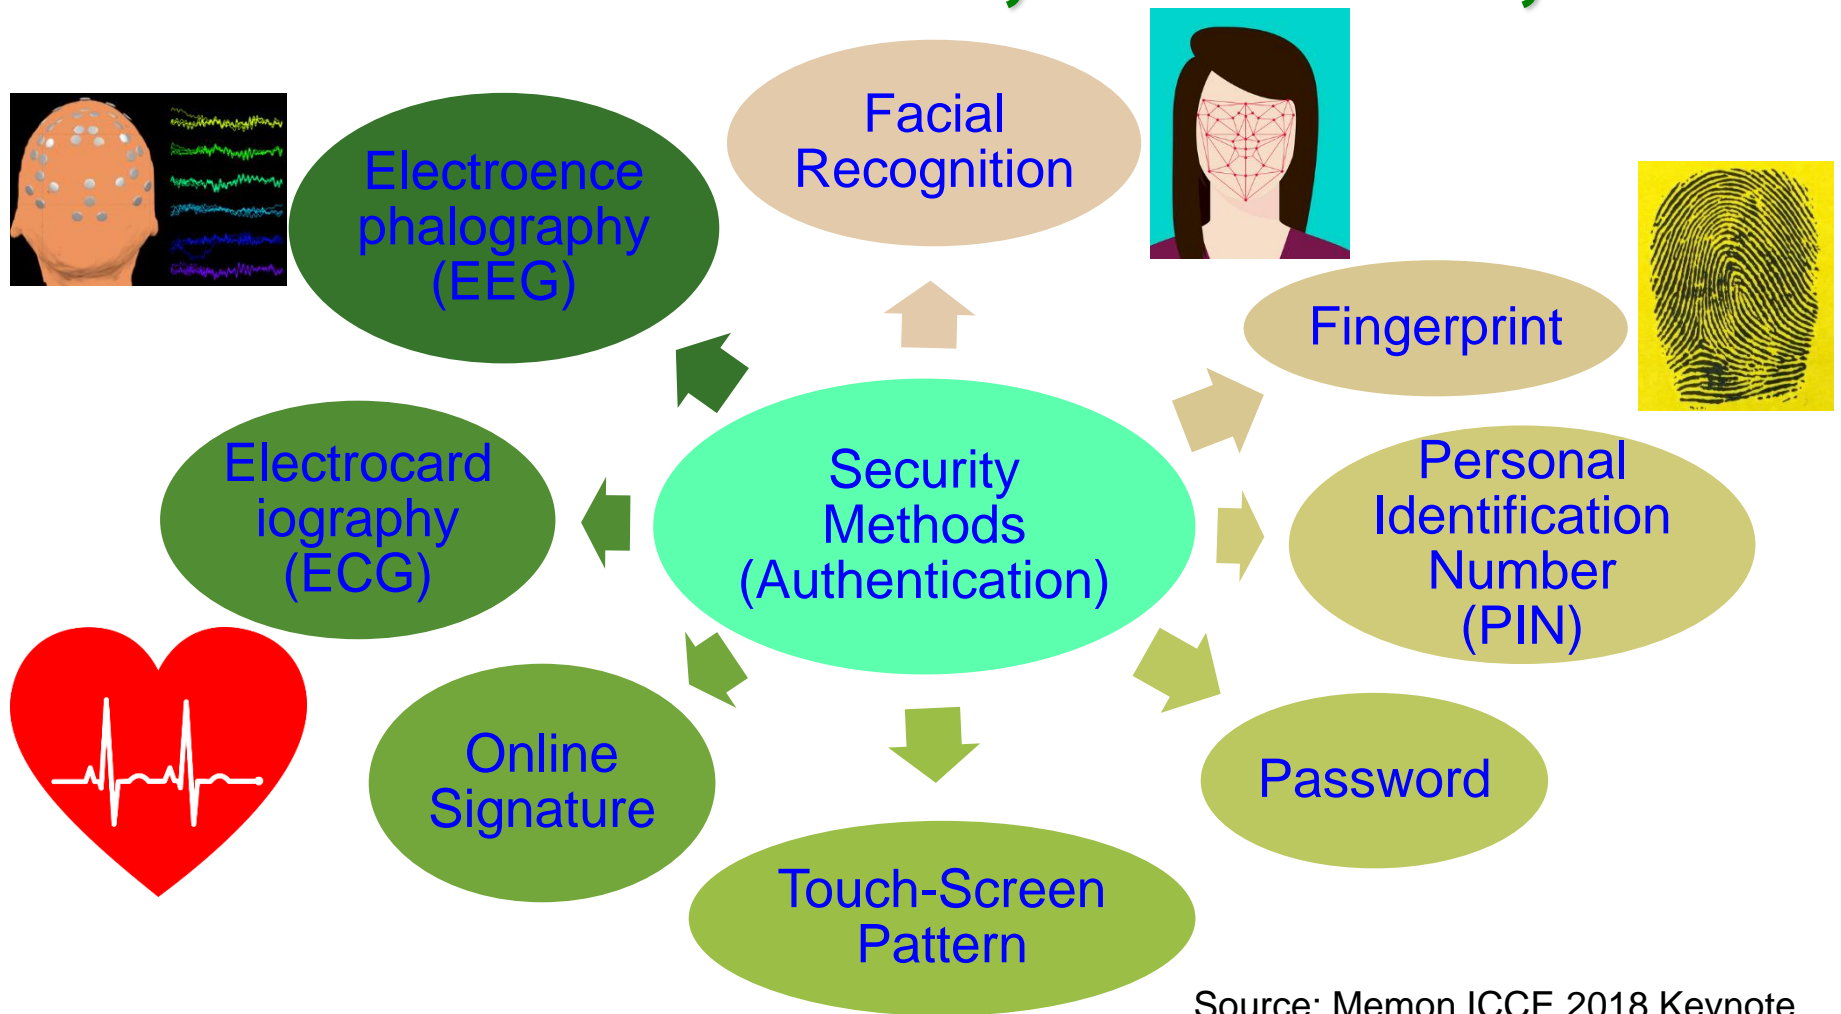 Facial
Recognition
Electroence
phalography
(EEG)
Fingerprint
Electrocard
iography
(ECG)
Security
Methods
(Authentication)
Personal
Identification
Number
(PIN)
Online
Signature
Password
Touch-Screen
Pattern
Source: Memon ICCE 2018 Keynote